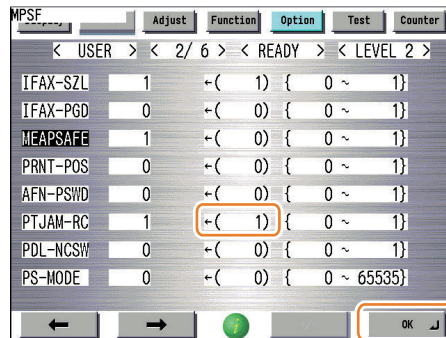 MPSF
Adjust Function Option Test Counter
< USER > < 2/ 6 > < READY > < LEVEL 2 >
IFAX-SZL 1 ←( 1) { 0 ~ 1}
IFAX-PGD 0 ←( 0) { 0 ~ 1}
MEAPSAFE 1 ←( 0) { 0 ~ 1}
PRNT-POS 0 ←( 0) { 0 ~ 1}
AFN-PSWD 0 ←( 0) { 0 ~ 1}
PTJAM-RC 1 ←( 1) { 0 ~ 1}
PDL-NCSW 0 ←( 0) { 0 ~ 1}
PS-MODE 0 ←( 0) { 0 ~ 65535}
← → i OK ┘